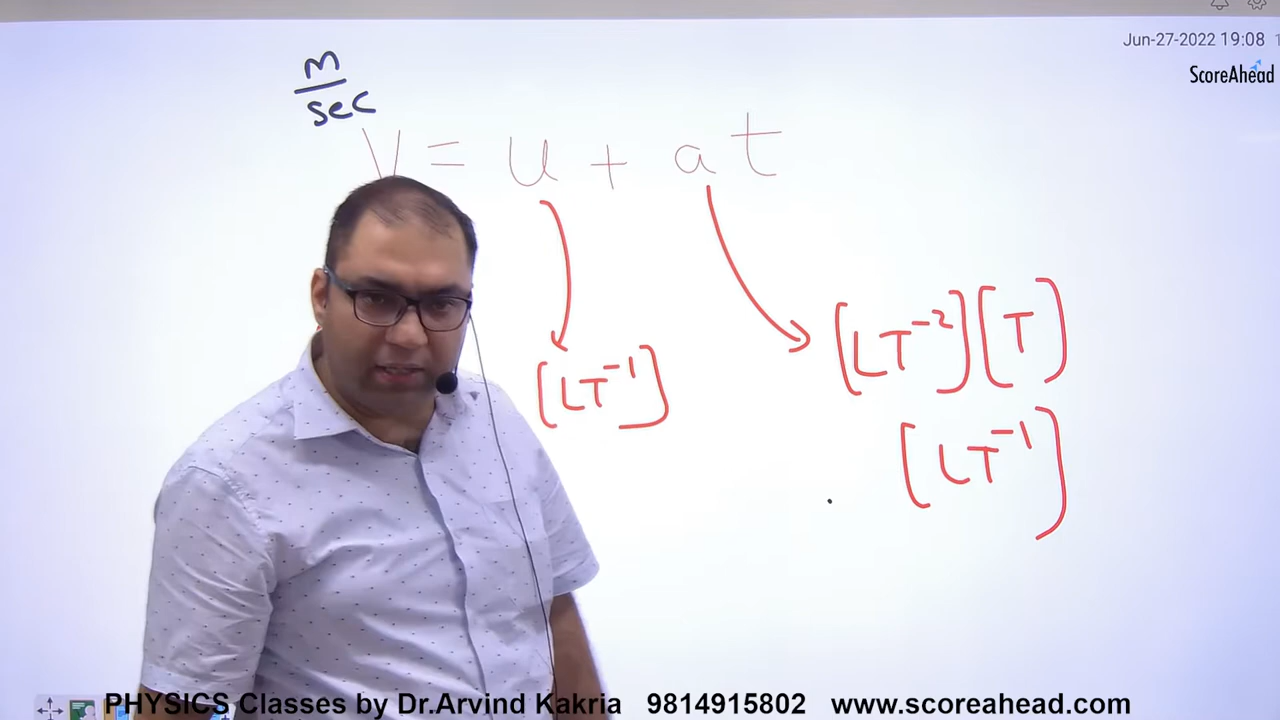 Jun-27-2022 19:08
ScoreAhead
m
sec
V = u + at
[LT⁻¹]
[LT⁻²][T]
[LT⁻¹]
PHYSICS Classes by Dr.Arvind Kakria 9814915802 www.scoreahead.com